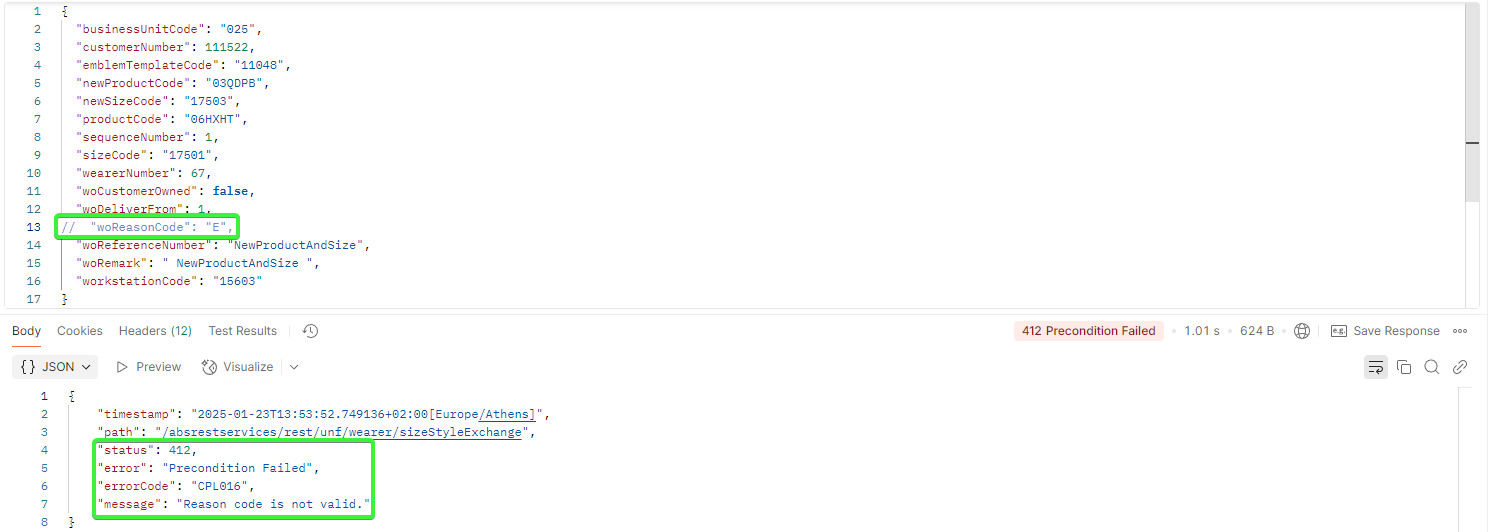 1 {
2 "businessUnitCode": "025",
3 "customerNumber": 111522,
4 "emblemTemplateCode": "11048",
5 "newProductCode": "03QDPB",
6 "newSizeCode": "17503",
7 "productCode": "06HXHT",
8 "sequenceNumber": 1,
9 "sizeCode": "17501",
10 "wearerNumber": 67,
11 "woCustomerOwned": false,
12 "woDeliverFrom": 1,
13 // "woReasonCode": "E",
14 "woReferenceNumber": "NewProductAndSize",
15 "woRemark": " NewProductAndSize ",
16 "workstationCode": "15603"
17 }
Body Cookies Headers (12) Test Results 412 Precondition Failed • 1.01 s • 624 B e.g. Save Response
{} JSON Preview Visualize
1 {
2 "timestamp": "2025-01-23T13:53:52.749136+02:00[Europe/Athens]",
3 "path": "/absrestservices/rest/unf/wearer/sizeStyleExchange",
4 "status": 412,
5 "error": "Precondition Failed",
6 "errorCode": "CPL016",
7 "message": "Reason code is not valid."
8 }